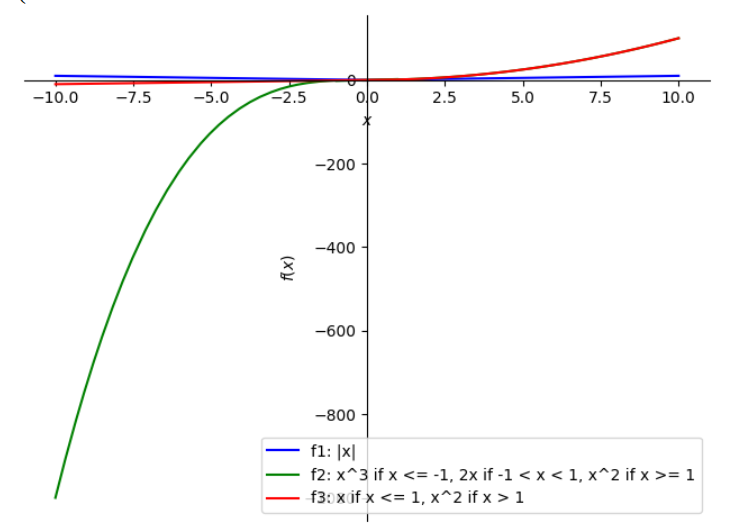 0
−10.0 −7.5 −5.0 −2.5 0.0 2.5 5.0 7.5 10.0
x
−200
f(x)
−400
−600
−800
f1: |x|
f2: x^3 if x <= -1, 2x if -1 < x < 1, x^2 if x >= 1
f3: x if x <= 1, x^2 if x > 1